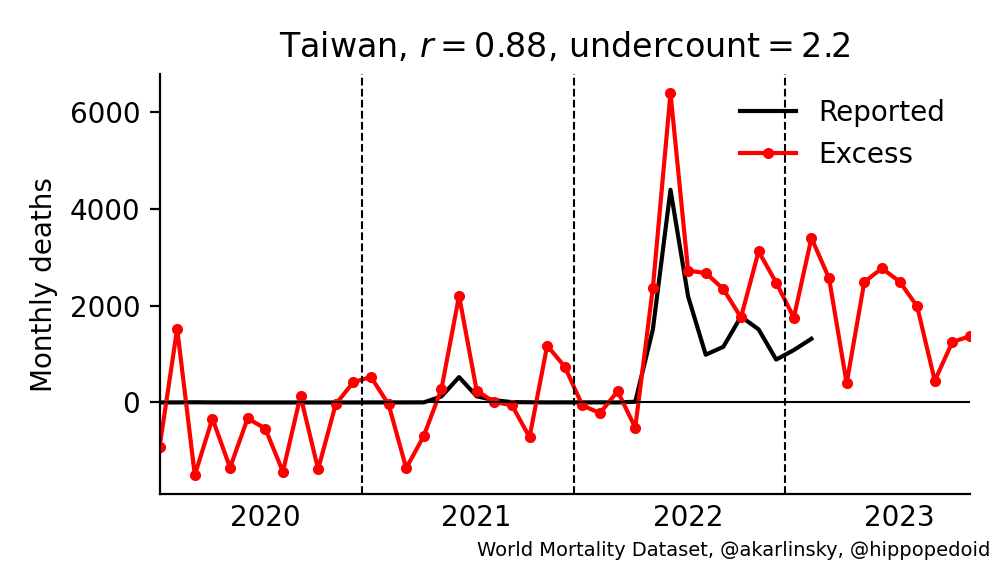 Taiwan, r = 0.88, undercount = 2.2
Monthly deaths
6000
4000
2000
0
Reported
Excess
2020 2021 2022 2023
World Mortality Dataset, @akarlinsky, @hippopedoid